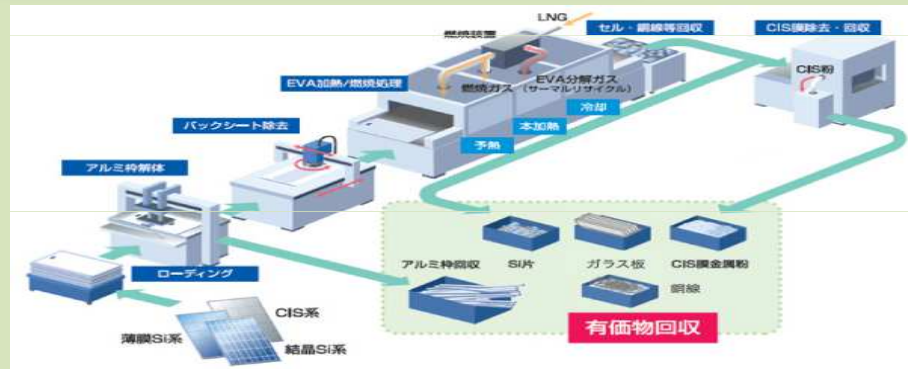 LNG
燃焼装置
セル・銅線等回収
CIS膜除去・回収
CIS粉
EVA加熱/燃焼処理
燃焼ガス
EVA分解ガス
(サーマルリサイクル)
冷却
本加熱
予熱
バックシート除去
アルミ枠解体
ローディング
アルミ枠回収
Si片
ガラス板
CIS膜金属粉
銅線
有価物回収
CIS系
薄膜Si系
結晶Si系